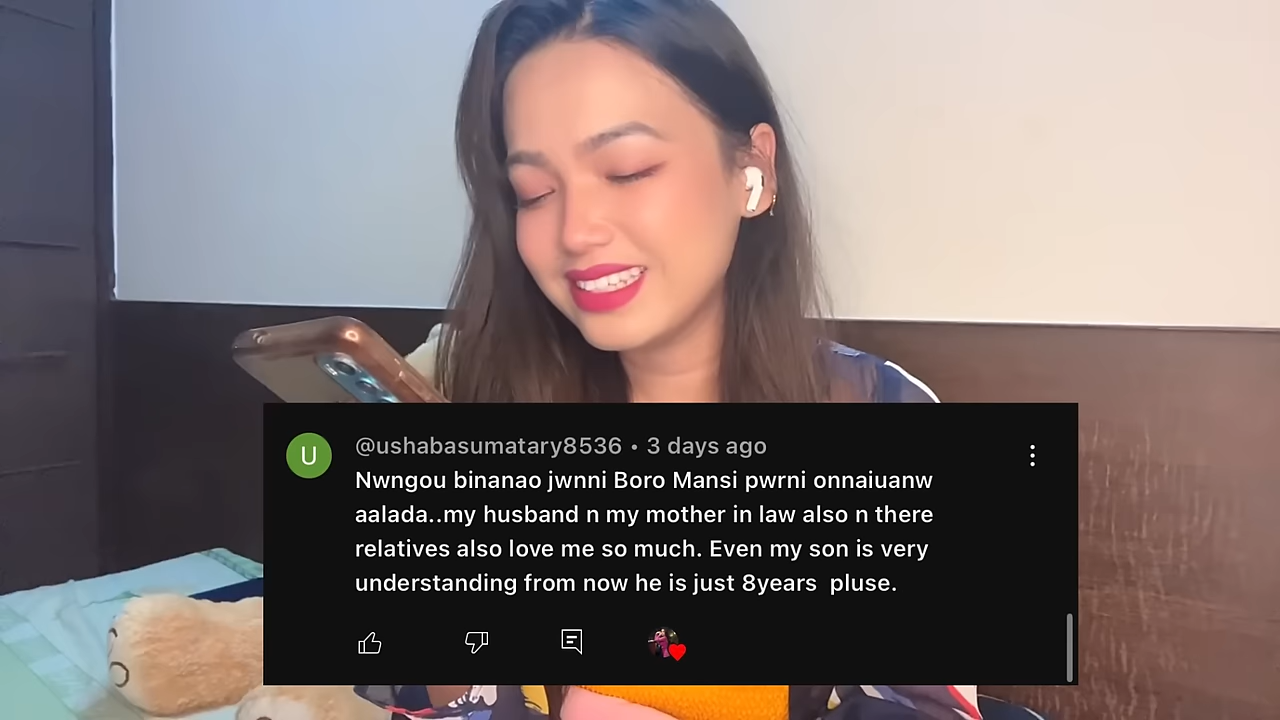 U
@ushabasumatary8536 • 3 days ago
Nwngou binanao jwnni Boro Mansi pwrni onnaiuanw
aalada..my husband n my mother in law also n there
relatives also love me so much. Even my son is very
understanding from now he is just 8years  pluse.